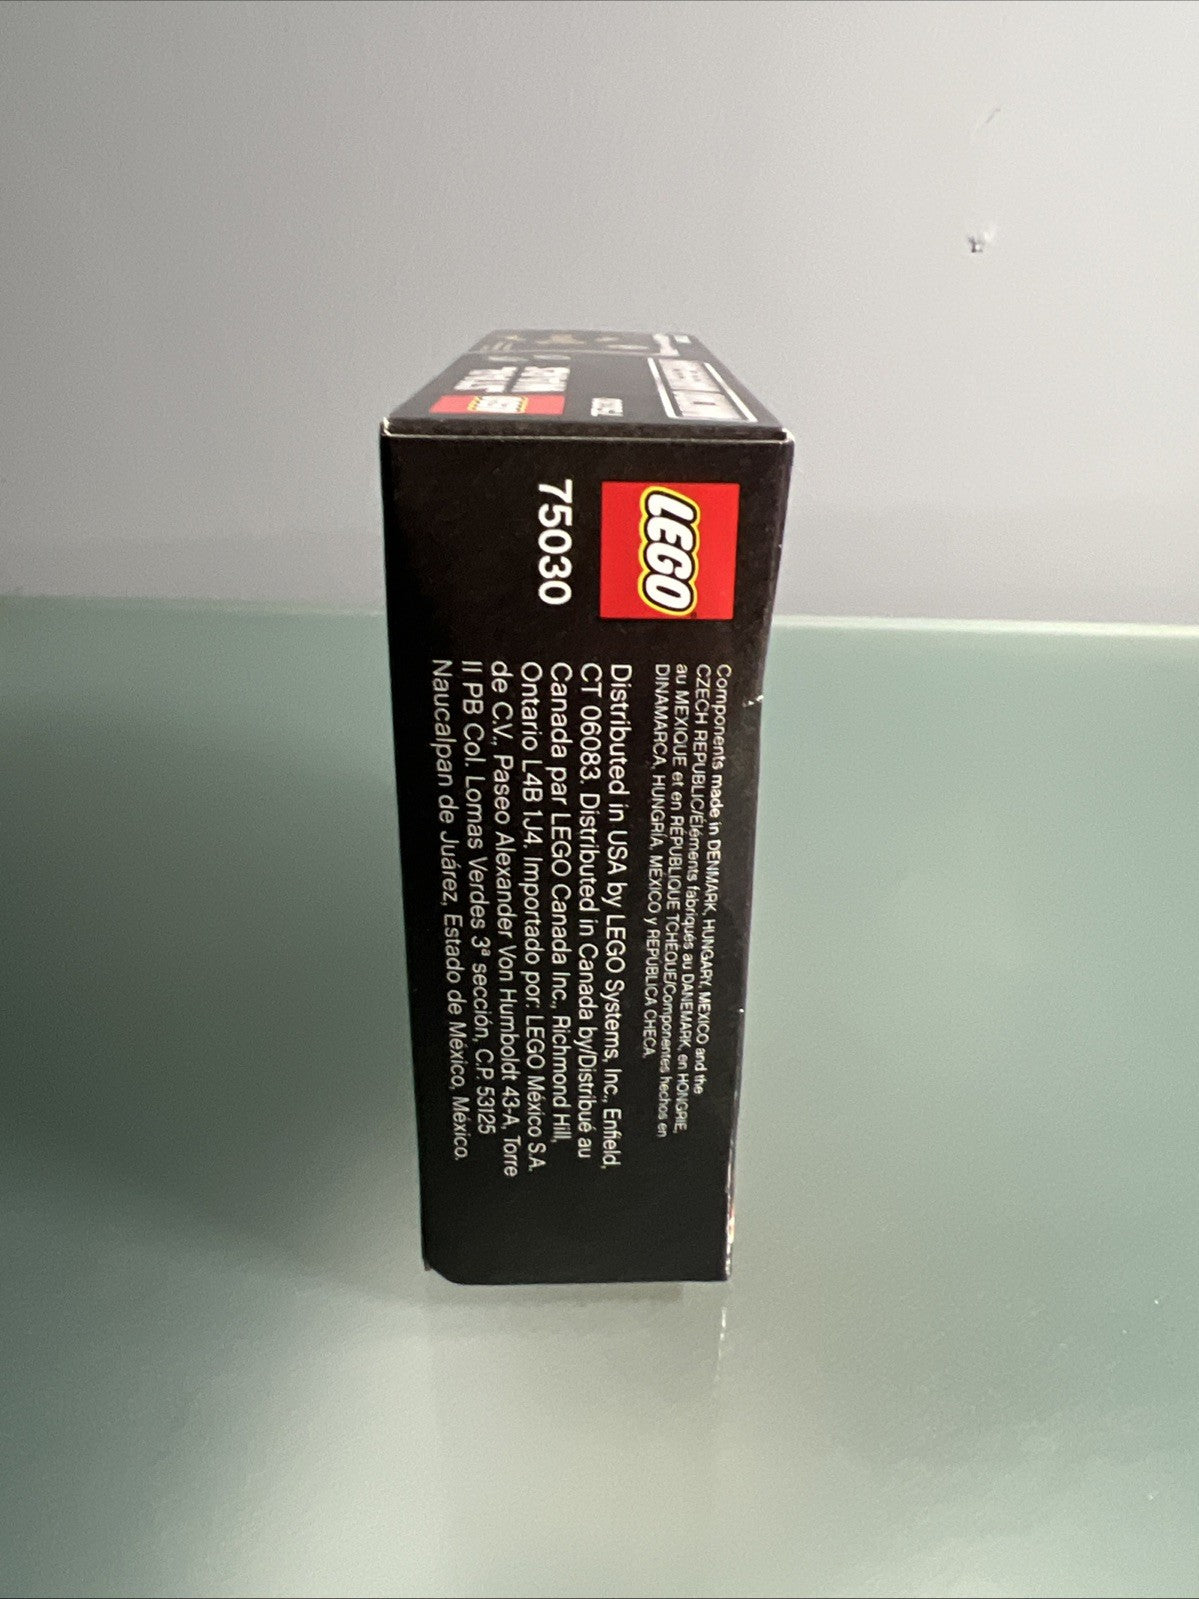 LEGO
STAR
WARS
LEGO
75030
Components made in DENMARK, HUNGARY, MEXICO and the
CZECH REPUBLIC/Éléments fabriqués au DANEMARK, en HONGRIE,
au MEXIQUE et en RÉPUBLIQUE TCHÈQUE/Componentes hechos en
DINAMARCA, HUNGRÍA, MÉXICO y REPÚBLICA CHECA
Distributed in USA by LEGO Systems, Inc., Enfield,
CT 06083. Distributed in Canada by/Distribué au
Canada par LEGO Canada Inc., Richmond Hill,
Ontario L4B 1J4. Importado por: LEGO México S.A.
de C.V., Paseo Alexander Von Humboldt 43-A, Torre
II PB Col. Lomas Verdes 3ª sección, C.P. 53125
Naucalpan de Juárez, Estado de México, México.